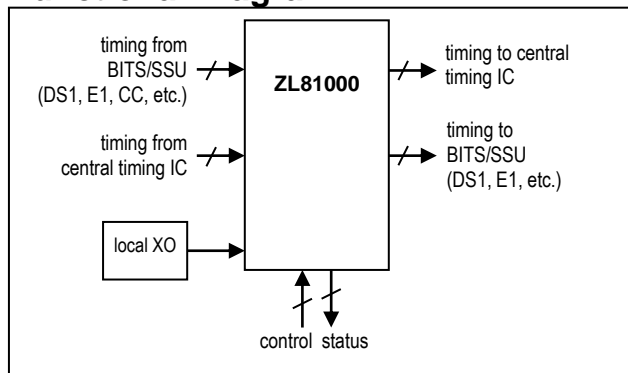 timing from
BITS/SSU
(DS1, E1, CC, etc.)
timing from
central timing IC
local XO
ZL81000
timing to central
timing IC
timing to
BITS/SSU
(DS1, E1, etc.)
control status